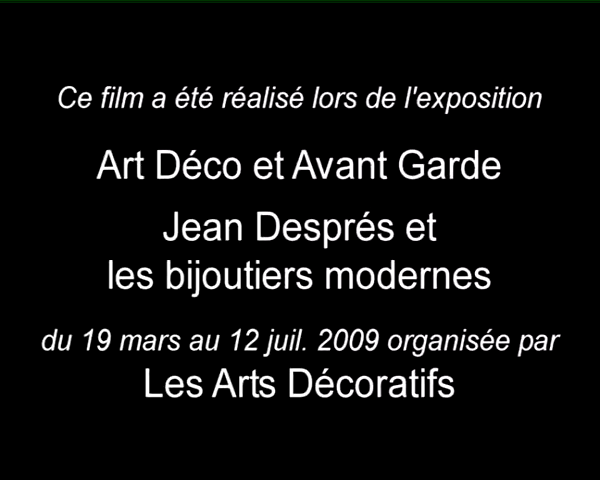 Ce film a été réalisé lors de l'exposition
Art Déco et Avant Garde
Jean Després et
les bijoutiers modernes
du 19 mars au 12 juil. 2009 organisée par
Les Arts Décoratifs